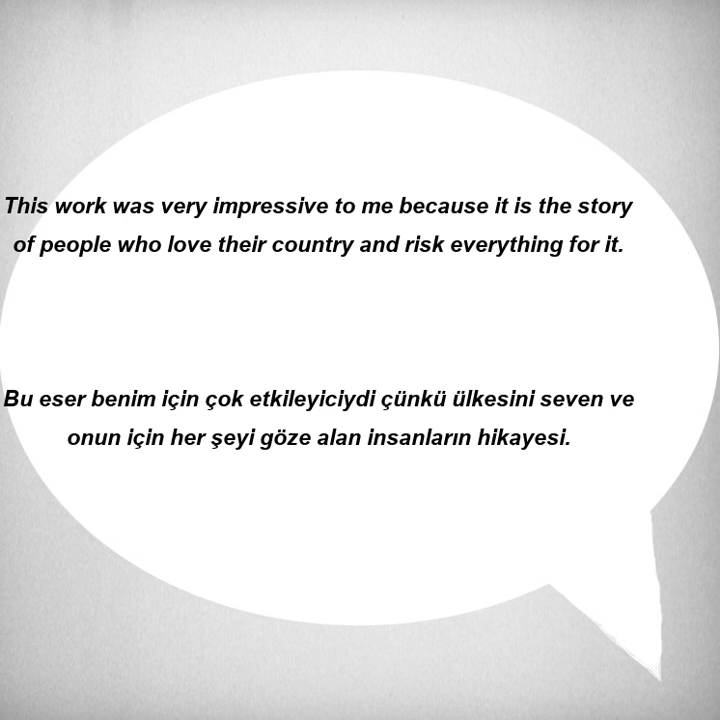 This work was very impressive to me because it is the story
of people who love their country and risk everything for it.
Bu eser benim için çok etkileyiciydi çünkü ülkesini seven ve
onun için her şeyi göze alan insanların hikayesi.